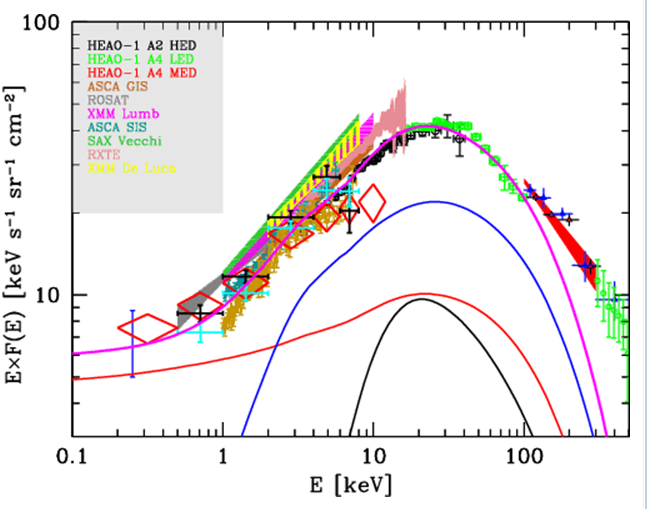 100
HEAO-1 A2 HED
HEAO-1 A4 LED
HEAO-1 A4 MED
ASCA GIS
ROSAT
XMM Lumb
ASCA SIS
SAX Vecchi
RXTE
XMM De Luca
E×F(E) [keV s⁻¹ sr⁻¹ cm⁻²]
10
0.1 1 10 100
E [keV]